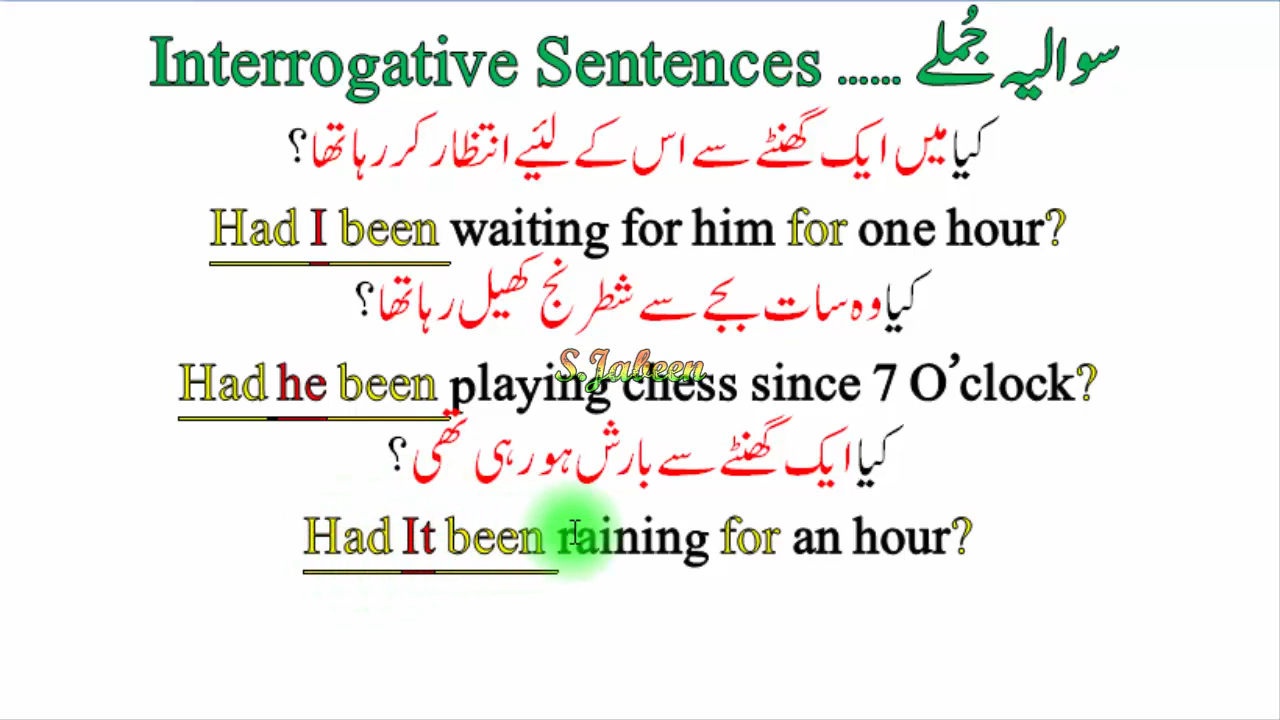 Interrogative Sentences ...... سوالیہ جُملے
کیا میں ایک گھنٹے سے اس کے لئیے انتظار کر رہا تھا؟
Had I been waiting for him for one hour?
کیا وہ سات بجے سے شطرنج کھیل رہا تھا؟
S.Jabeen
Had he been playing chess since 7 O’clock?
کیا ایک گھنٹے سے بارش ہو رہی تھی؟
Had It been raining for an hour?